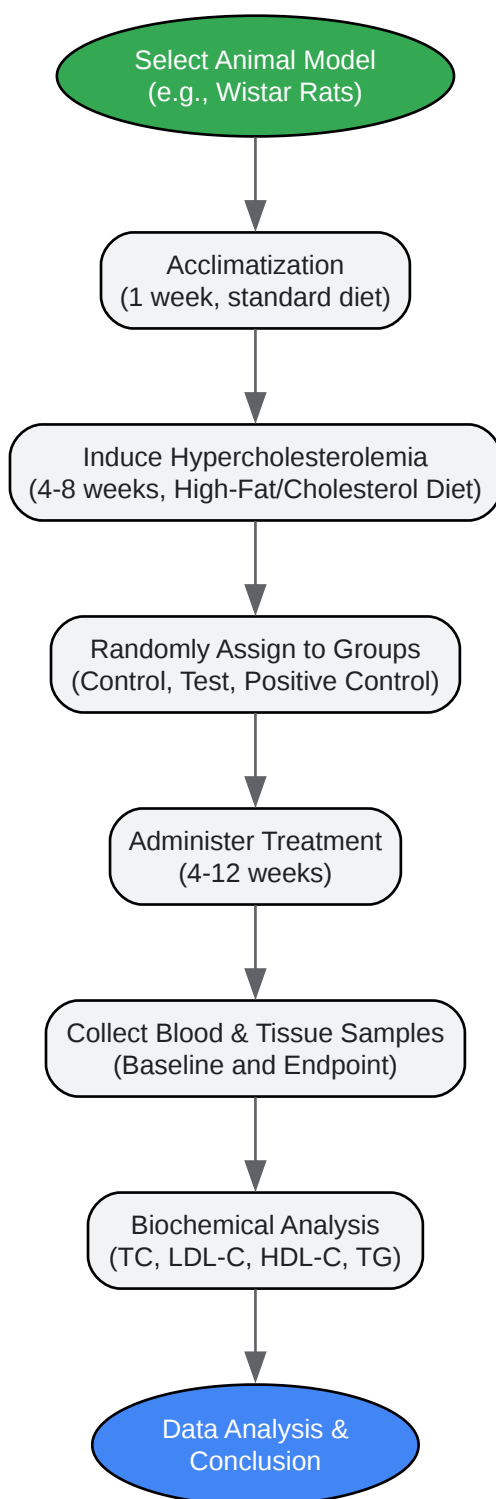 Select Animal Model
(e.g., Wistar Rats)
Acclimatization
(1 week, standard diet)
Induce Hypercholesterolemia
(4-8 weeks, High-Fat/Cholesterol Diet)
Randomly Assign to Groups
(Control, Test, Positive Control)
Administer Treatment
(4-12 weeks)
Collect Blood & Tissue Samples
(Baseline and Endpoint)
Biochemical Analysis
(TC, LDL-C, HDL-C, TG)
Data Analysis &
Conclusion